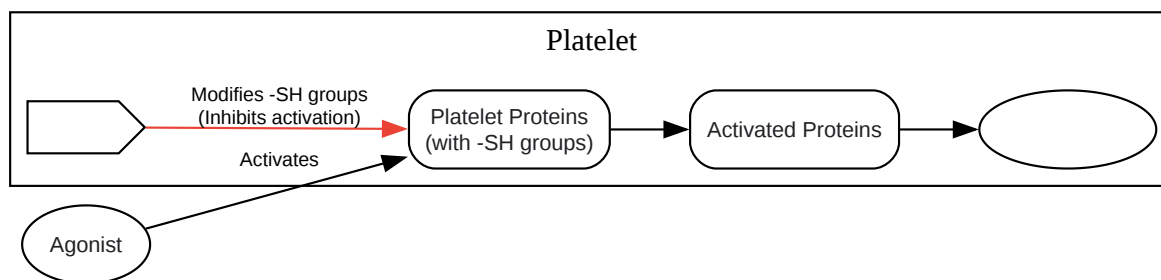 Platelet
Modifies -SH groups
(Inhibits activation)
Platelet Proteins
(with -SH groups)
Activated Proteins
Activates
Agonist